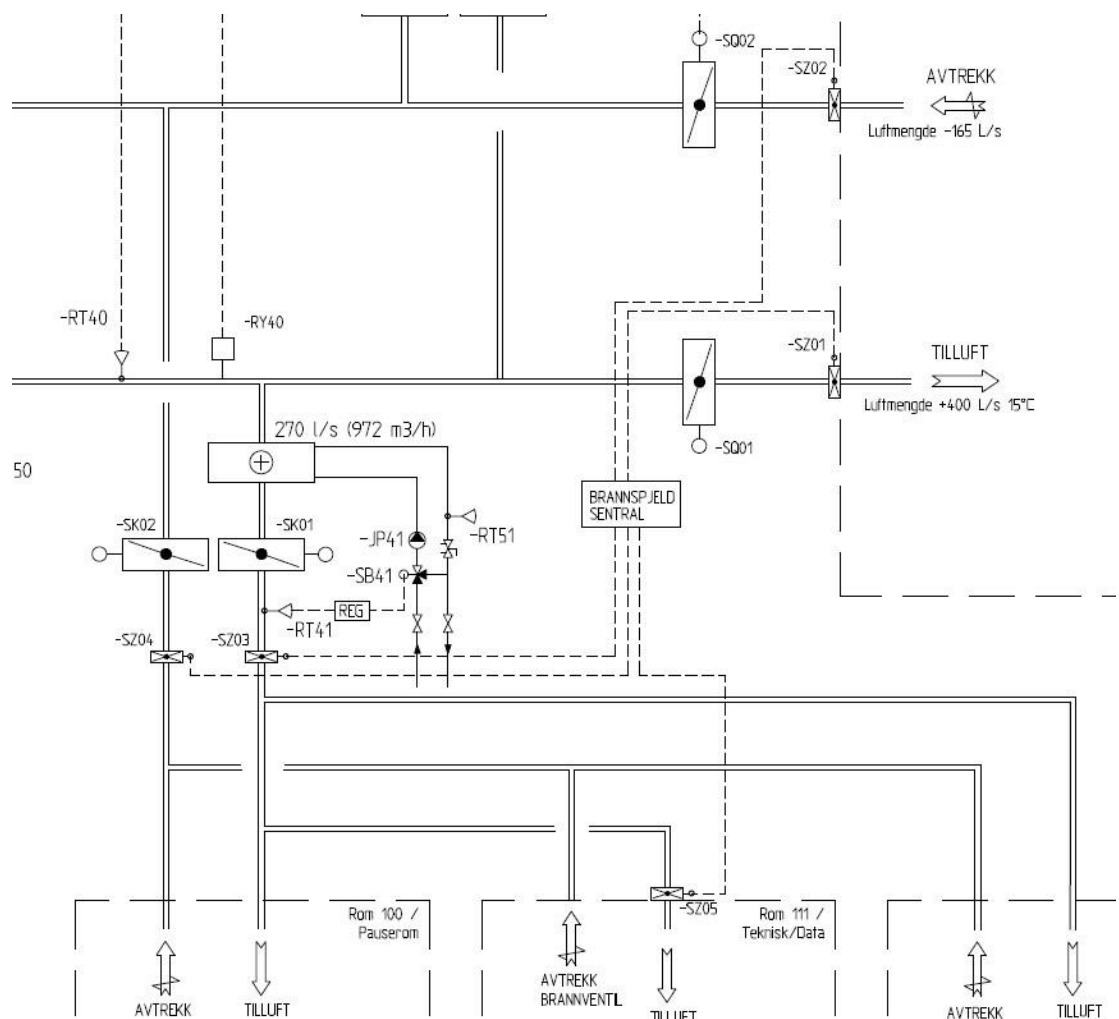 -SQ02
-SZ02
AVTREKK
Luftmengde -165 L/s
-RT40
-RY40
-SZ01
TILLUFT
Luftmengde +400 L/s 15°C
270 l/s (972 m3/h)
-SQ01
50
BRANNSPJELD
SENTRAL
-SK02
-SK01
-JP41
-RT51
-SB41
REG
-RT41
-SZ04
-SZ03
Rom 100 /
Pauserom
-SZ05
Rom 111 /
Teknisk/Data
AVTREKK
TILLUFT
AVTREKK
BRANNVENTIL
TILLUFT
AVTREKK
TILLUFT